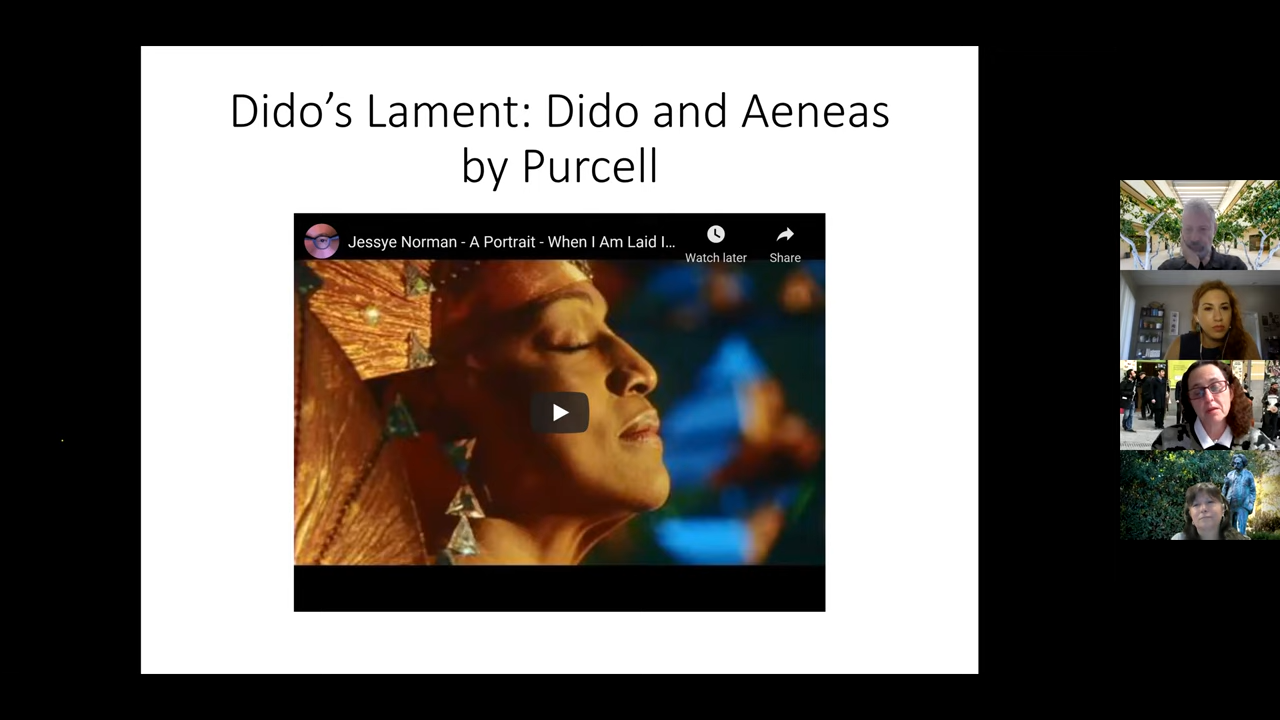 Dido’s Lament: Dido and Aeneas
by Purcell
Jessye Norman - A Portrait - When I Am Laid I...
Watch later
Share